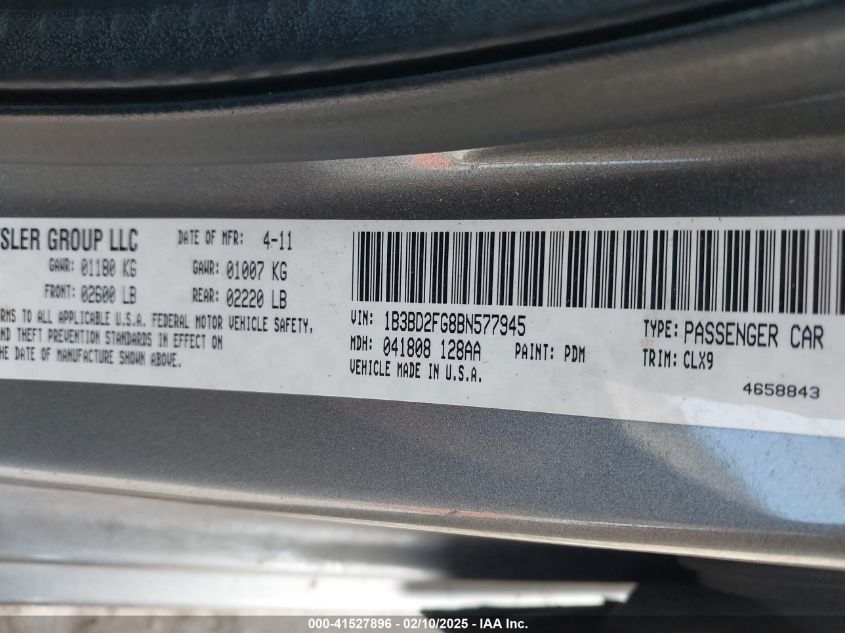 SLER GROUP LLC DATE OF MFR: 4-11
GAWR: 01180 KG GAWR: 01007 KG
FRONT: 02600 LB REAR: 02220 LB
RMS TO ALL APPLICABLE U.S.A. FEDERAL MOTOR VEHICLE SAFETY,
ND THEFT PREVENTION STANDARDS IN EFFECT ON
THE DATE OF MANUFACTURE SHOWN ABOVE.
VIN: 1B3BD2FG8BN577945 TYPE: PASSENGER CAR
MDH: 041808 128AA PAINT: PDM TRIM: CLX9
VEHICLE MADE IN U.S.A.
4658843
000-41527896 - 02/10/2025 - IAA Inc.